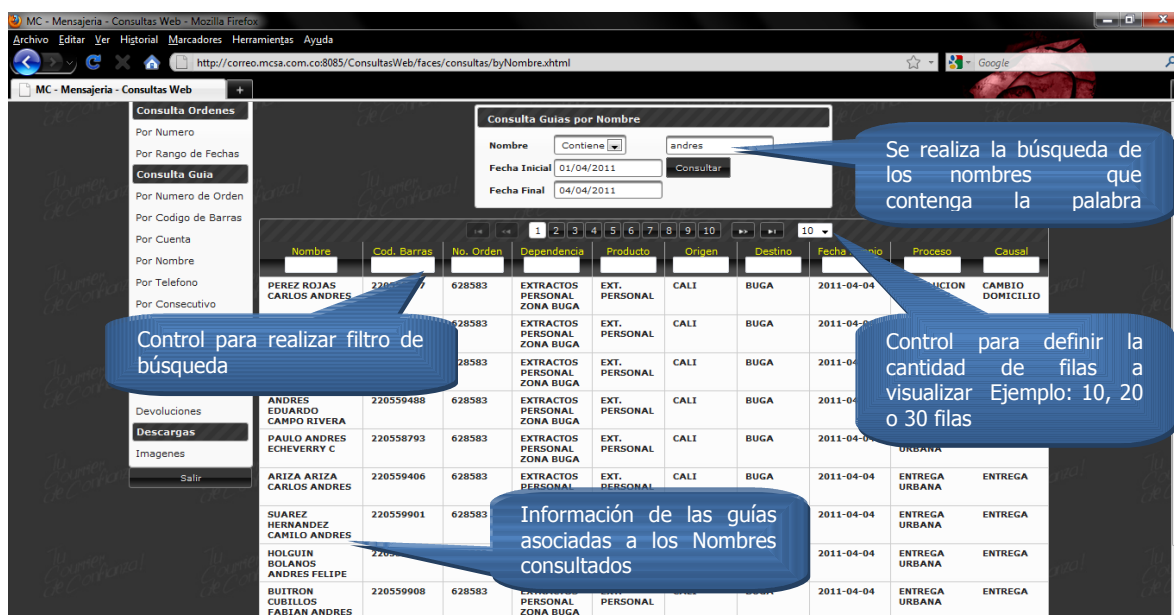 MC - Mensajeria - Consultas Web - Mozilla Firefox
Archivo Editar Ver Historial Marcadores Herramientas Ayuda
http://correo.mcsa.com.co:8085/ConsultasWeb/faces/consultas/byNombre.xhtml
Google
MC - Mensajeria - Consultas Web
Consulta Ordenes
Por Numero
Por Rango de Fechas
Consulta Guia
Por Numero de Orden
Por Codigo de Barras
Por Cuenta
Por Nombre
Por Telefono
Por Consecutivo
Devoluciones
Descargas
Imagenes
Salir
Consulta Guias por Nombre
Nombre Contiene andres
Fecha Inicial 01/04/2011 Consultar
Fecha Final 04/04/2011
Se realiza la búsqueda de
los nombres que
contenga la palabra
1 2 3 4 5 6 7 8 9 10 10
Nombre Cod. Barras No. Orden Dependencia Producto Origen Destino Fecha Proceso Causal
PEREZ ROJAS 628583 EXTRACTOS EXT. CALI BUGA 2011-04-04 CAMBIO
CARLOS ANDRES PERSONAL PERSONAL DOMICILIO
ZONA BUGA
628583 EXTRACTOS EXT. CALI BUGA
PERSONAL PERSONAL
ZONA BUGA
EXTRACTOS EXT. CALI BUGA
PERSONAL PERSONAL
ZONA BUGA
ANDRES 220559488 628583 EXTRACTOS EXT. CALI BUGA
EDUARDO PERSONAL PERSONAL
CAMPO RIVERA ZONA BUGA
PAULO ANDRES 220558793 628583 EXTRACTOS EXT. CALI BUGA 2011-04-04
ECHEVERRY C PERSONAL PERSONAL URBANA
ZONA BUGA
ARIZA ARIZA 220559406 628583 EXTRACTOS EXT. CALI BUGA 2011-04-04 ENTREGA ENTREGA
CARLOS ANDRES PERSONAL PERSONAL URBANA
SUAREZ 220559901 628583 2011-04-04 ENTREGA ENTREGA
HERNANDEZ URBANA
CAMILO ANDRES
HOLGUIN 2011-04-04 ENTREGA ENTREGA
BOLANOS URBANA
ANDRES FELIPE
BUITRON 220559908 628583 EXTRACTOS 2011-04-04 ENTREGA ENTREGA
CUBILLOS PERSONAL PERSONAL URBANA
FABIAN ANDRES ZONA BUGA
Control para realizar filtro de
búsqueda
Control para definir la
cantidad de filas a
visualizar Ejemplo: 10, 20
o 30 filas
Información de las guías
asociadas a los Nombres
consultados